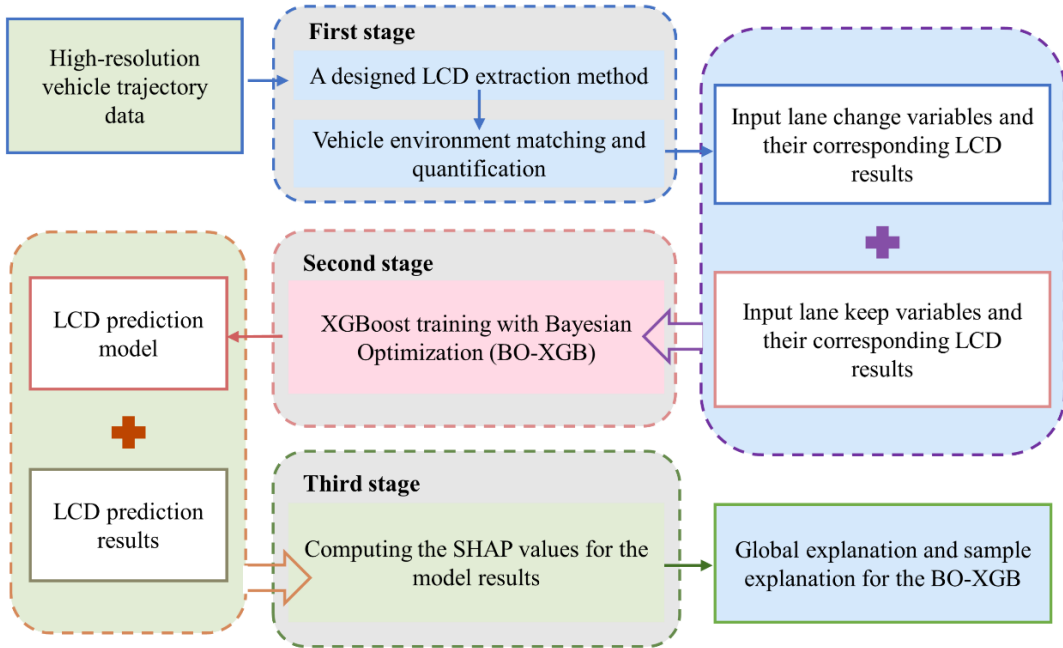 High-resolution
vehicle trajectory
data
First stage
A designed LCD extraction method
Vehicle environment matching and
quantification
Input lane change variables and
their corresponding LCD
results
Input lane keep variables and
their corresponding LCD
results
Second stage
XGBoost training with Bayesian
Optimization (BO-XGB)
LCD prediction
model
LCD prediction
results
Third stage
Computing the SHAP values for the
model results
Global explanation and sample
explanation for the BO-XGB